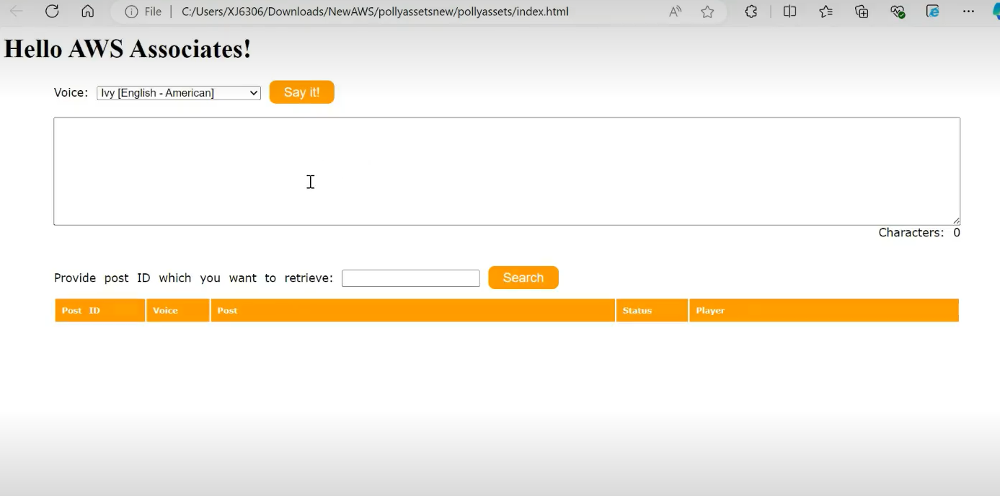 File | C:/Users/XJ6306/Downloads/NewAWS/pollyassetsnew/pollyassets/index.html
Hello AWS Associates!
Voice: Ivy [English - American] Say it!
Characters: 0
Provide post ID which you want to retrieve: Search
Post ID Voice Post Status Player